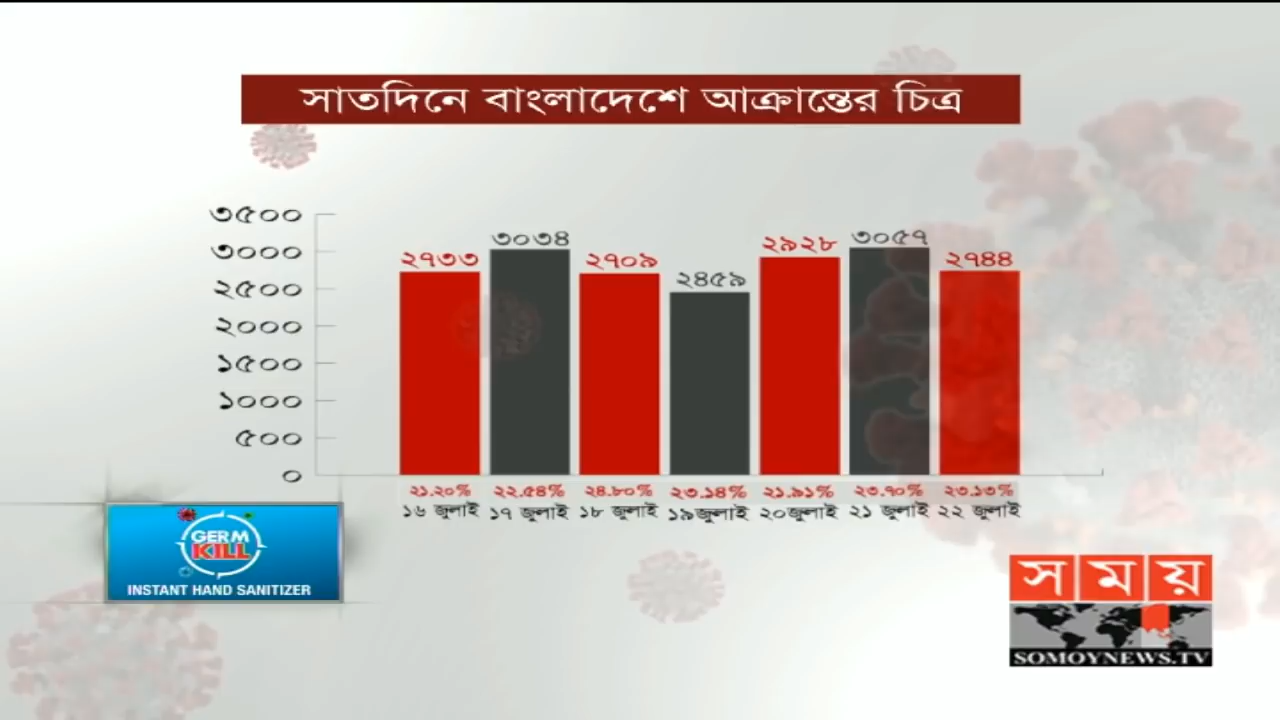 সাতদিনে বাংলাদেশে আক্রান্তের চিত্র
৩৫০০
৩০০০
২৫০০
২০০০
১৫০০
১০০০
৫০০
০
২৭৩৩ ৩০৩৪ ২৭০৯ ২৪৫৯ ২৯২৮ ৩০৫৭ ২৭৪৪
২১.২০% ২২.৫৪% ২৪.৮০% ২৩.১৪% ২১.৯১% ২৩.৭০% ২৩.১৩%
১৬ জুলাই ১৭ জুলাই ১৮ জুলাই ১৯জুলাই ২০জুলাই ২১ জুলাই ২২ জুলাই
GERM
KILL
INSTANT HAND SANITIZER
সময়
SOMOYNEWS.TV